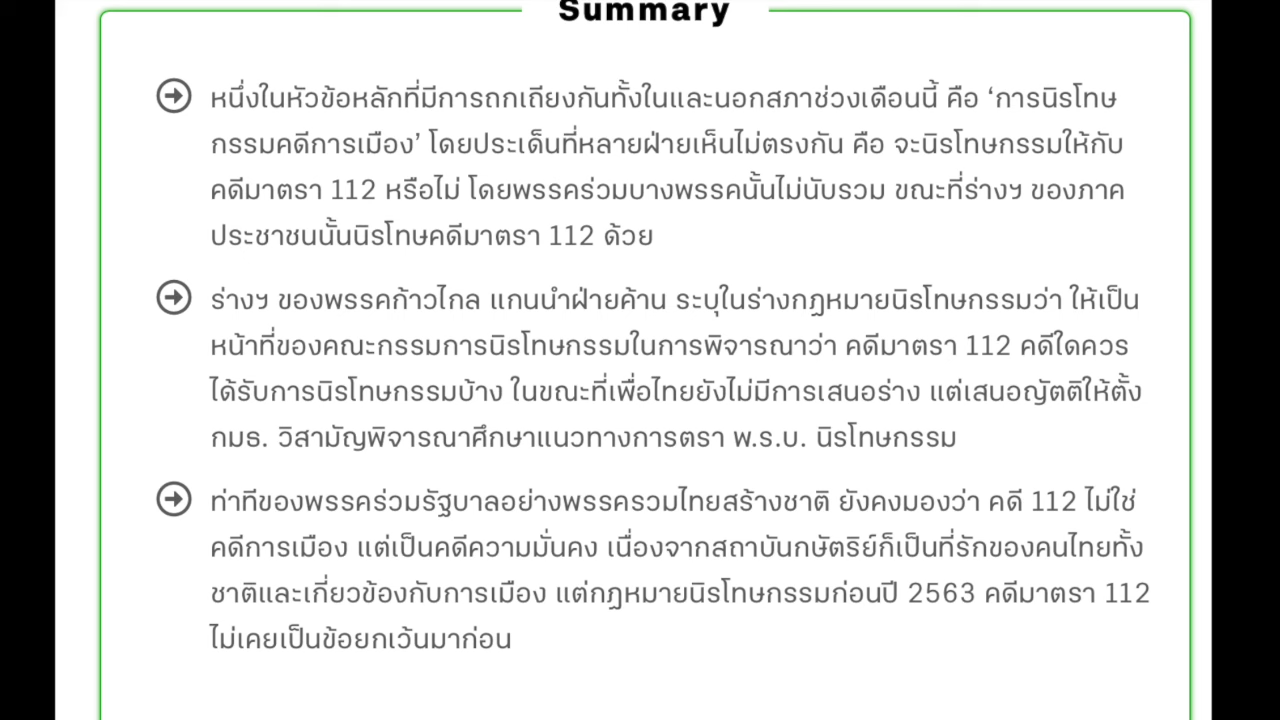 Summary
หนึ่งในหัวข้อหลักที่มีการถกเถียงกันทั้งในและนอกสภาช่วงเดือนนี้ คือ ‘การนิรโทษ
กรรมคดีการเมือง’ โดยประเด็นที่หลายฝ่ายเห็นไม่ตรงกัน คือ จะนิรโทษกรรมให้กับ
คดีมาตรา 112 หรือไม่ โดยพรรคร่วมบางพรรคนั้นไม่นับรวม ขณะที่ร่างฯ ของภาค
ประชาชนนั้นนิรโทษคดีมาตรา 112 ด้วย
ร่างฯ ของพรรคก้าวไกล แกนนำฝ่ายค้าน ระบุในร่างกฎหมายนิรโทษกรรมว่า ให้เป็น
หน้าที่ของคณะกรรมการนิรโทษกรรมในการพิจารณาว่า คดีมาตรา 112 คดีใดควร
ได้รับการนิรโทษกรรมบ้าง ในขณะที่เพื่อไทยยังไม่มีการเสนอร่าง แต่เสนอญัตติให้ตั้ง
กมธ. วิสามัญพิจารณาศึกษาแนวทางการตรา พ.ร.บ. นิรโทษกรรม
ท่าทีของพรรคร่วมรัฐบาลอย่างพรรครวมไทยสร้างชาติ ยังคงมองว่า คดี 112 ไม่ใช่
คดีการเมือง แต่เป็นคดีความมั่นคง เนื่องจากสถาบันกษัตริย์ก็เป็นที่รักของคนไทยทั้ง
ชาติและเกี่ยวข้องกับการเมือง แต่กฎหมายนิรโทษกรรมก่อนปี 2563 คดีมาตรา 112
ไม่เคยเป็นข้อยกเว้นมาก่อน